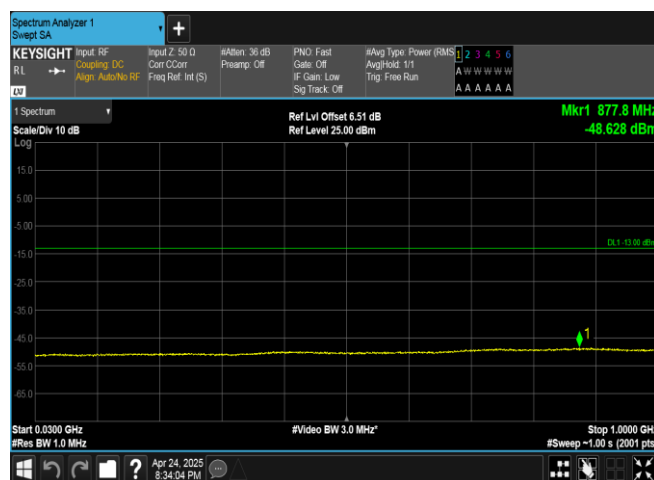 Spectrum Analyzer 1
Swept SA
+
KEYSIGHT Input: RF Input Z: 50 Ω #Atten: 36 dB PNO: Fast #Avg Type: Power (RMS 1 2 3 4 5 6
RL Coupling: DC Corr CCorr Preamp: Off Gate: Off Avg|Hold: 1/1 A W W W W W
Align: Auto/No RF Freq Ref: Int (S) IF Gain: Low Trig: Free Run
LXI Sig Track: Off A A A A A A
1 Spectrum Ref Lvl Offset 6.51 dB Mkr1 877.8 MHz
Scale/Div 10 dB Ref Level 25.00 dBm -48.628 dBm
Log
15.0
5.00
-5.00
DL1 -13.00 dBm
-15.0
-25.0
-35.0
1
-45.0
-55.0
-65.0
Start 0.0300 GHz #Video BW 3.0 MHz* Stop 1.0000 GHz
#Res BW 1.0 MHz #Sweep ~1.00 s (2001 pts
? Apr 24, 2025
8:34:04 PM